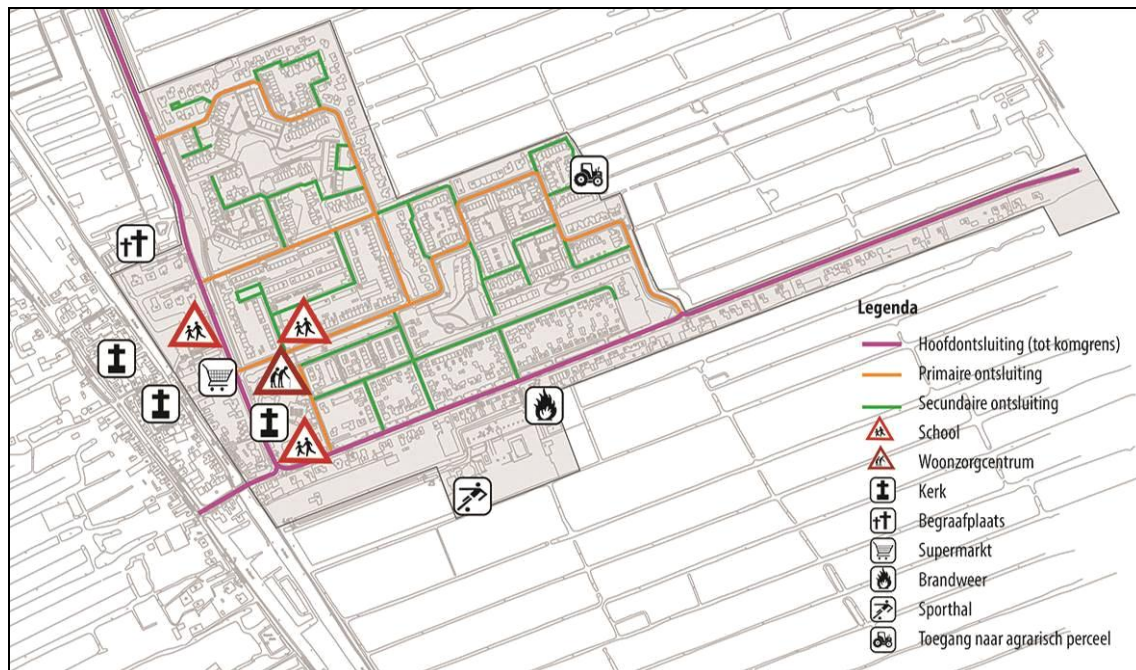 Legenda
Hoofdontsluiting (tot komgrens)
Primaire ontsluiting
Secundaire ontsluiting
School
Woonzorgcentrum
Kerk
Begraafplaats
Supermarkt
Brandweer
Sporthal
Toegang naar agrarisch perceel